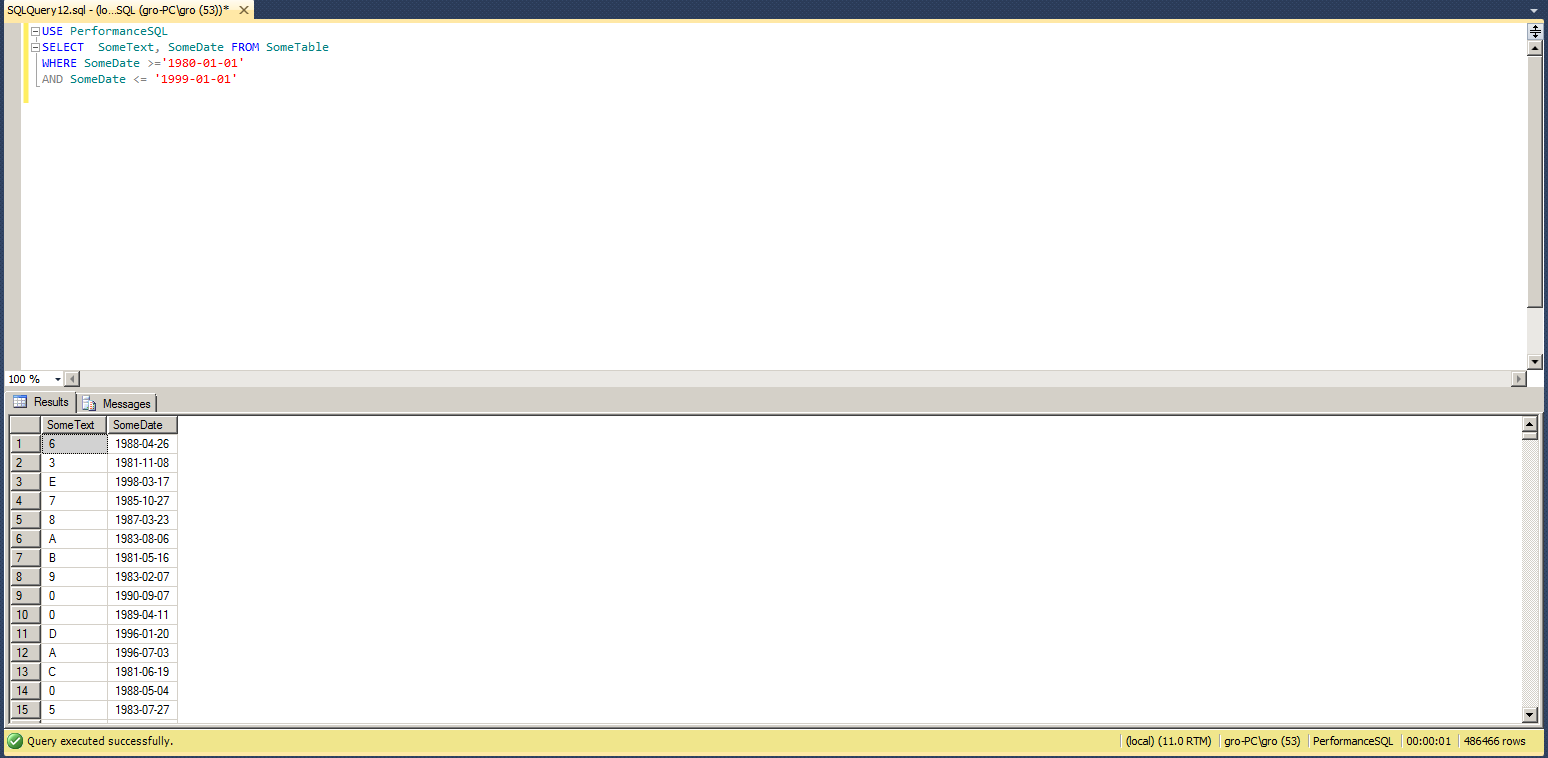 SQLQuery12.sql - (lo...SQL (gro-PC\gro (53))*
USE PerformanceSQL
SELECT  SomeText, SomeDate FROM SomeTable
WHERE SomeDate >='1980-01-01'
AND SomeDate <= '1999-01-01'
100 %
Results Messages
SomeText SomeDate
1 6 1988-04-26
2 3 1981-11-08
3 E 1998-03-17
4 7 1985-10-27
5 8 1987-03-23
6 A 1983-08-06
7 B 1981-05-16
8 9 1983-02-07
9 0 1990-09-07
10 0 1989-04-11
11 D 1996-01-20
12 A 1996-07-03
13 C 1981-06-19
14 0 1988-05-04
15 5 1983-07-27
Query executed successfully. (local) (11.0 RTM) gro-PC\gro (53) PerformanceSQL 00:00:01 486466 rows